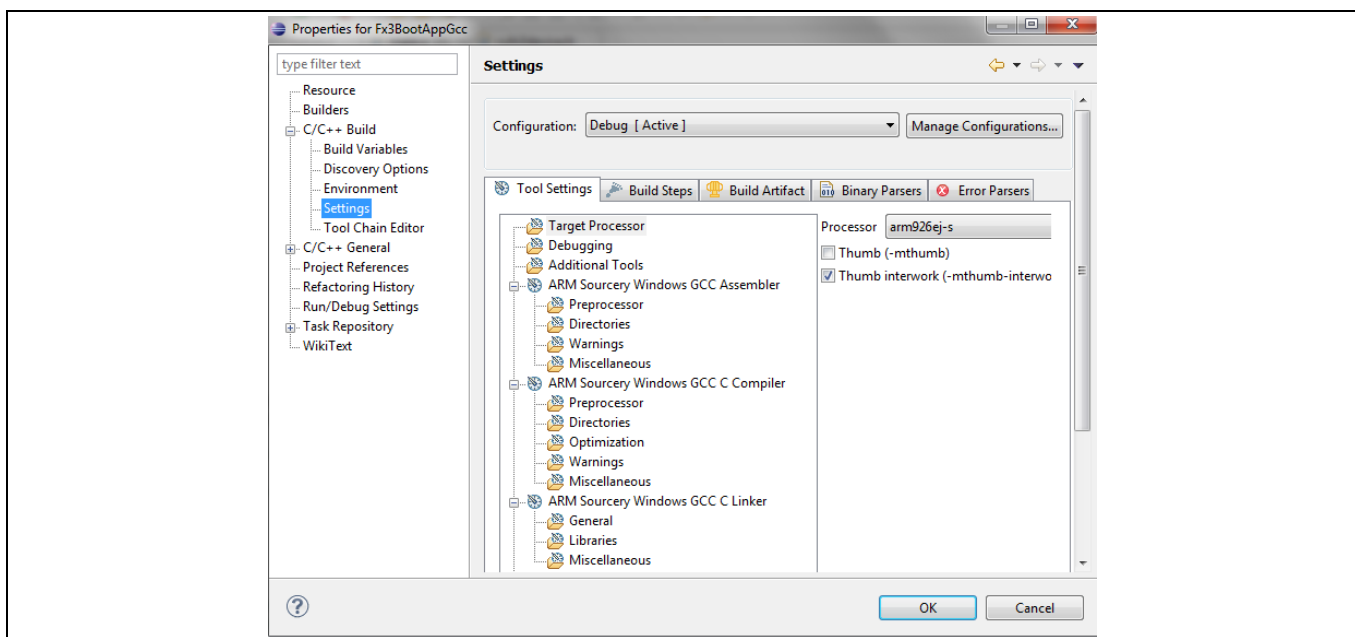 Properties for Fx3BootAppGcc
type filter text
Resource
Builders
C/C++ Build
Build Variables
Discovery Options
Environment
Settings
Tool Chain Editor
C/C++ General
Project References
Refactoring History
Run/Debug Settings
Task Repository
WikiText
Settings
Configuration: Debug [ Active ] Manage Configurations...
Tool Settings Build Steps Build Artifact Binary Parsers Error Parsers
Target Processor
Debugging
Additional Tools
ARM Sourcery Windows GCC Assembler
Preprocessor
Directories
Warnings
Miscellaneous
ARM Sourcery Windows GCC C Compiler
Preprocessor
Directories
Optimization
Warnings
Miscellaneous
ARM Sourcery Windows GCC C Linker
General
Libraries
Miscellaneous
Processor arm926ej-s
Thumb (-mthumb)
Thumb interwork (-mthumb-interwo
OK Cancel